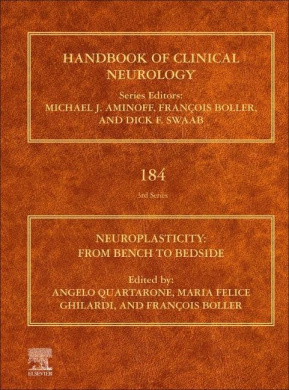 HANDBOOK OF CLINICAL
NEUROLOGY
Series Editors:
MICHAEL J. AMINOFF, FRANÇOIS BOLLER,
AND DICK F. SWAAB
184
3rd Series
NEUROPLASTICITY:
FROM BENCH TO BEDSIDE
Edited by:
ANGELO QUARTARONE, MARIA FELICE
GHILARDI, AND FRANÇOIS BOLLER
ELSEVIER